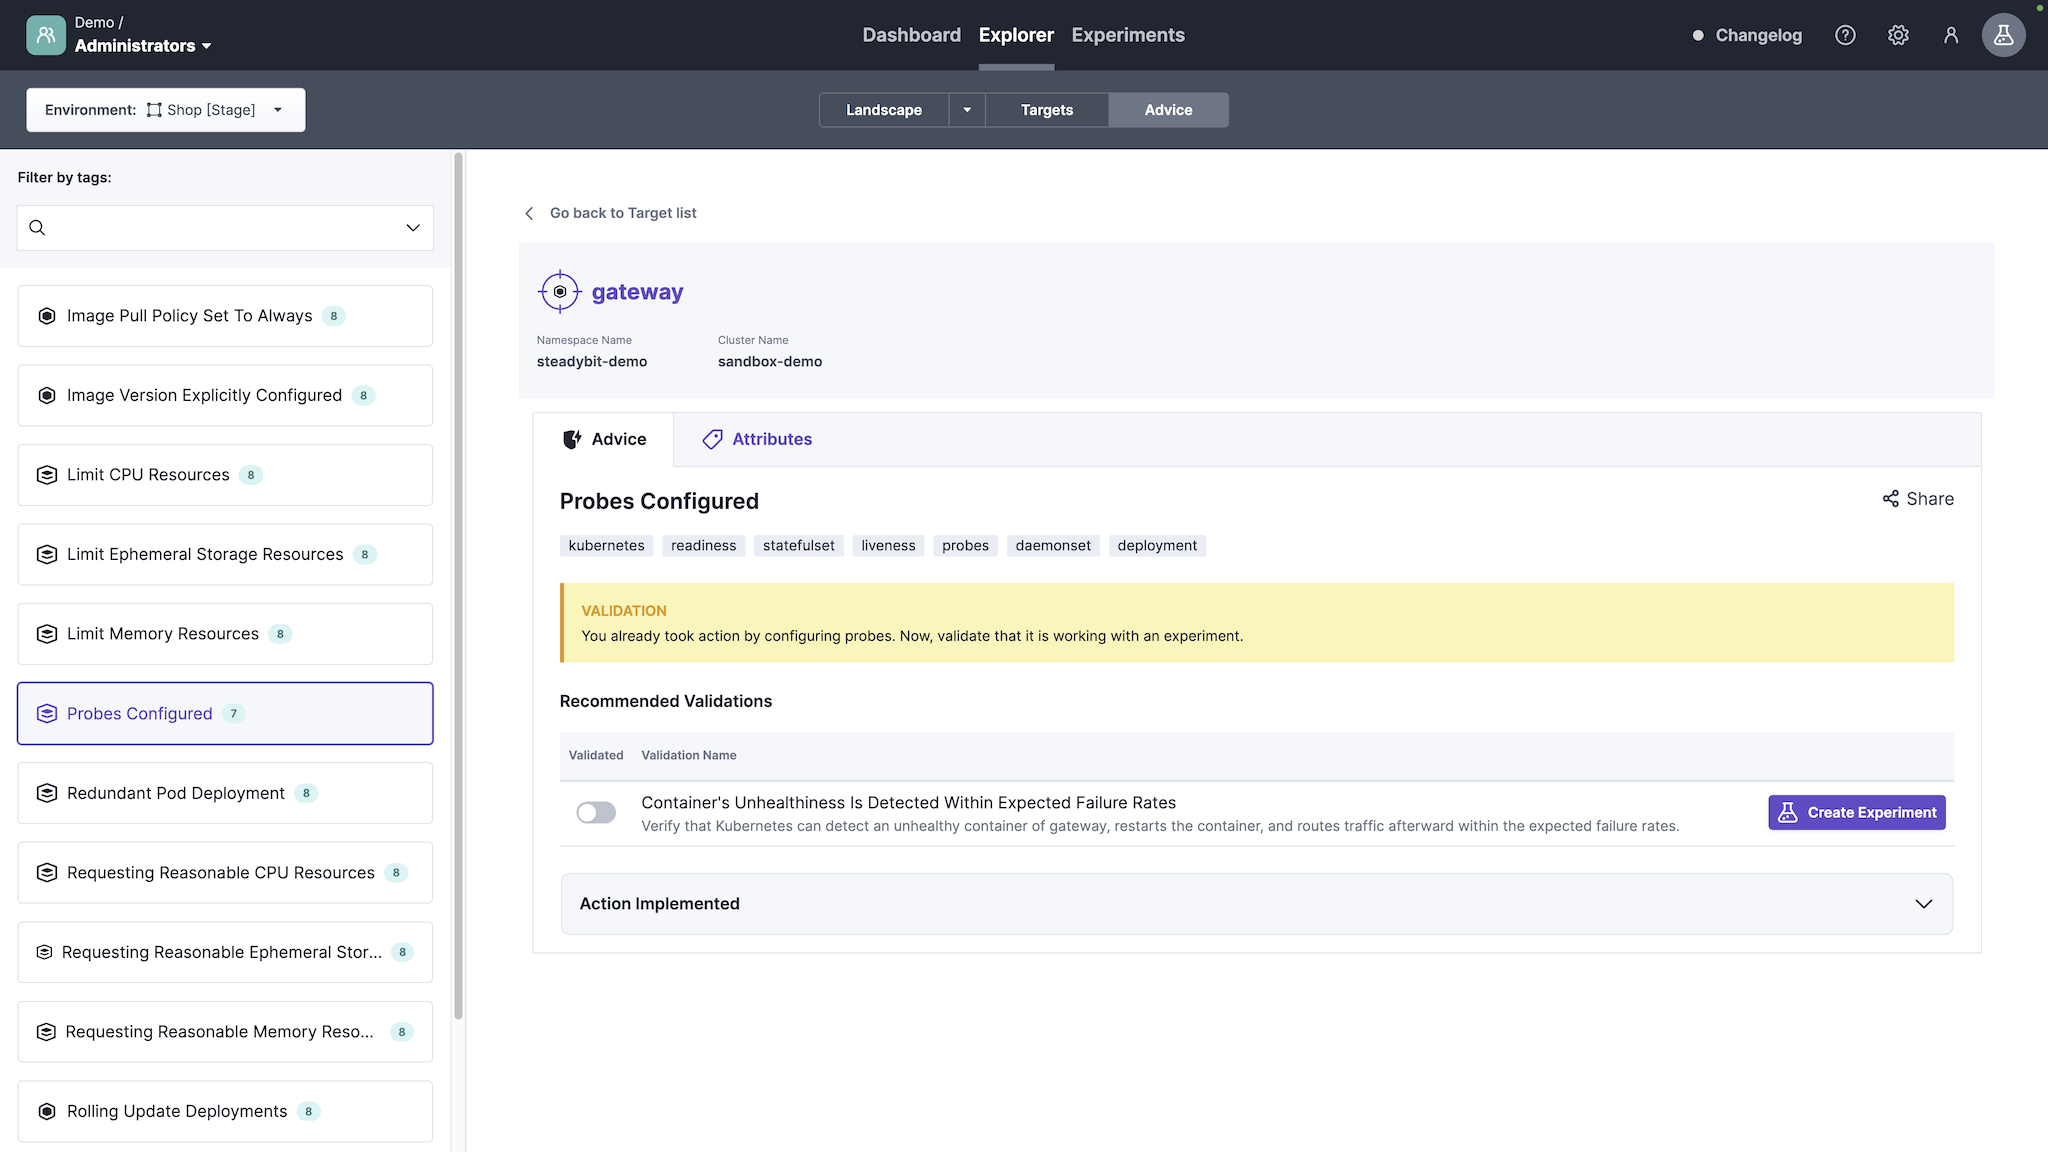 Demo /
Administrators
Dashboard
Explorer
Experiments
Changelog
Environment: Shop [Stage]
Landscape
Targets
Advice
Filter by tags:
Image Pull Policy Set To Always 8
Image Version Explicitly Configured 8
Limit CPU Resources 8
Limit Ephemeral Storage Resources 8
Limit Memory Resources 8
Probes Configured 7
Redundant Pod Deployment 8
Requesting Reasonable CPU Resources 8
Requesting Reasonable Ephemeral Stor... 8
Requesting Reasonable Memory Reso... 8
Rolling Update Deployments 8
Go back to Target list
gateway
Namespace Name
steadybit-demo
Cluster Name
sandbox-demo
Advice
Attributes
Probes Configured
Share
kubernetes readiness statefulset liveness probes daemonset deployment
VALIDATION
You already took action by configuring probes. Now, validate that it is working with an experiment.
Recommended Validations
Validated Validation Name
Container's Unhealthiness Is Detected Within Expected Failure Rates
Verify that Kubernetes can detect an unhealthy container of gateway, restarts the container, and routes traffic afterward within the expected failure rates.
Create Experiment
Action Implemented